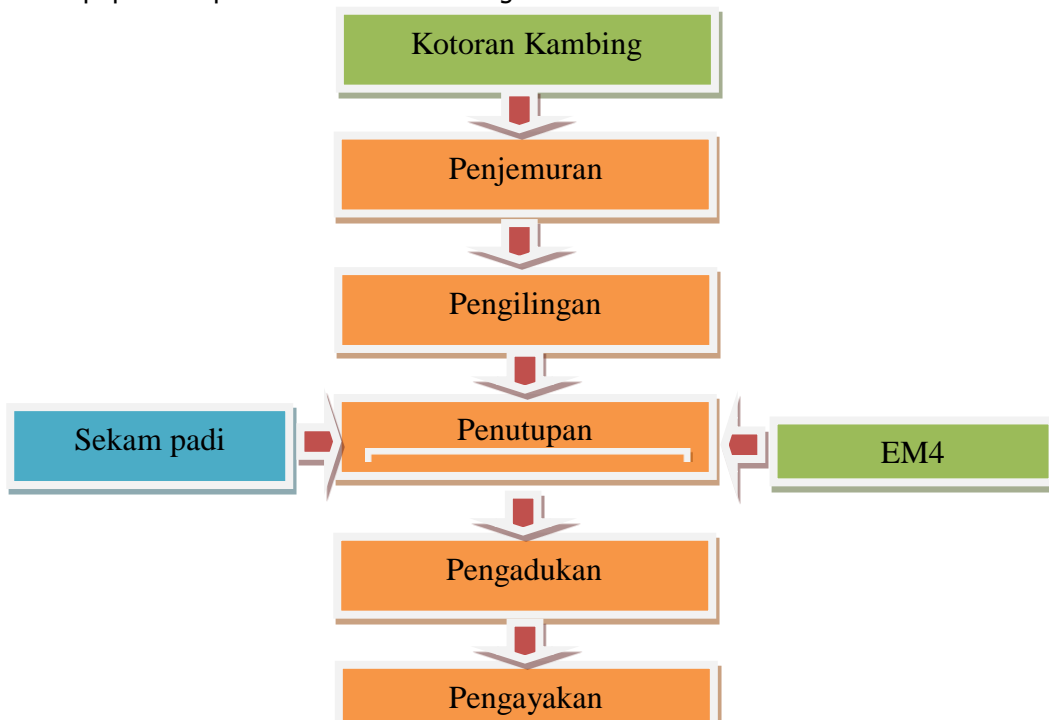 Kotoran Kambing
Penjemuran
Pengilingan
Sekam padi
Penutupan
EM4
Pengadukan
Pengayakan